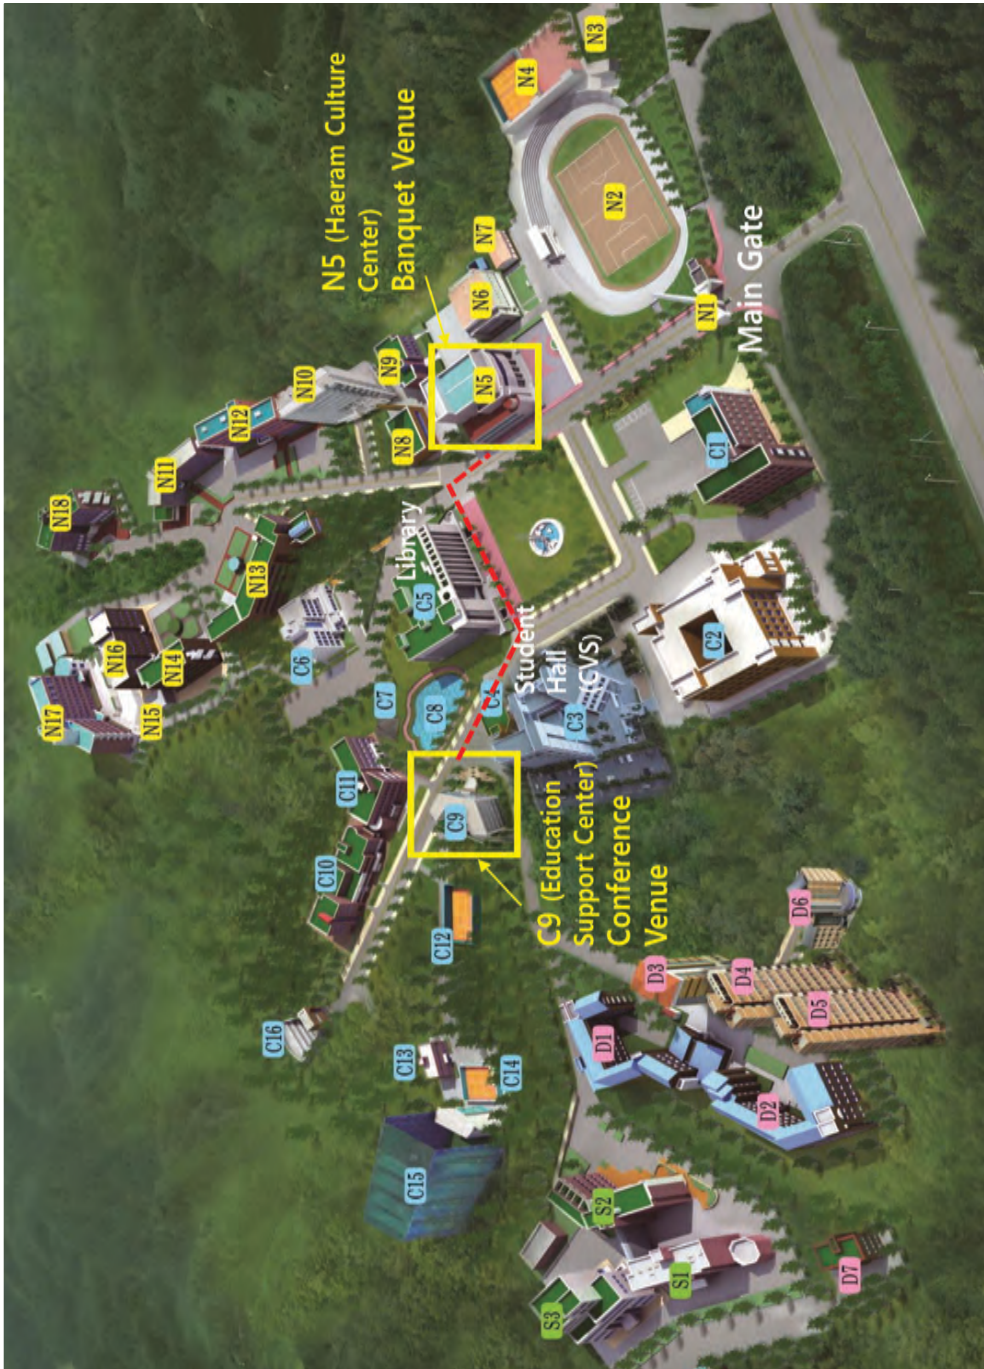 N5 (Haeram Culture
Center)
Banquet Venue
C9 (Education
Support Center)
Conference
Venue
Main Gate
Library
Student
Hall
(CVS)
N1
N2
N3
N4
N5
N6
N7
N8
N9
N10
N11
N12
N13
N14
N15
N16
N17
N18
C1
C2
C3
C4
C5
C6
C7
C8
C9
C10
C11
C12
C13
C14
C15
C16
D1
D2
D3
D4
D5
D6
D7
S1
S2
S3